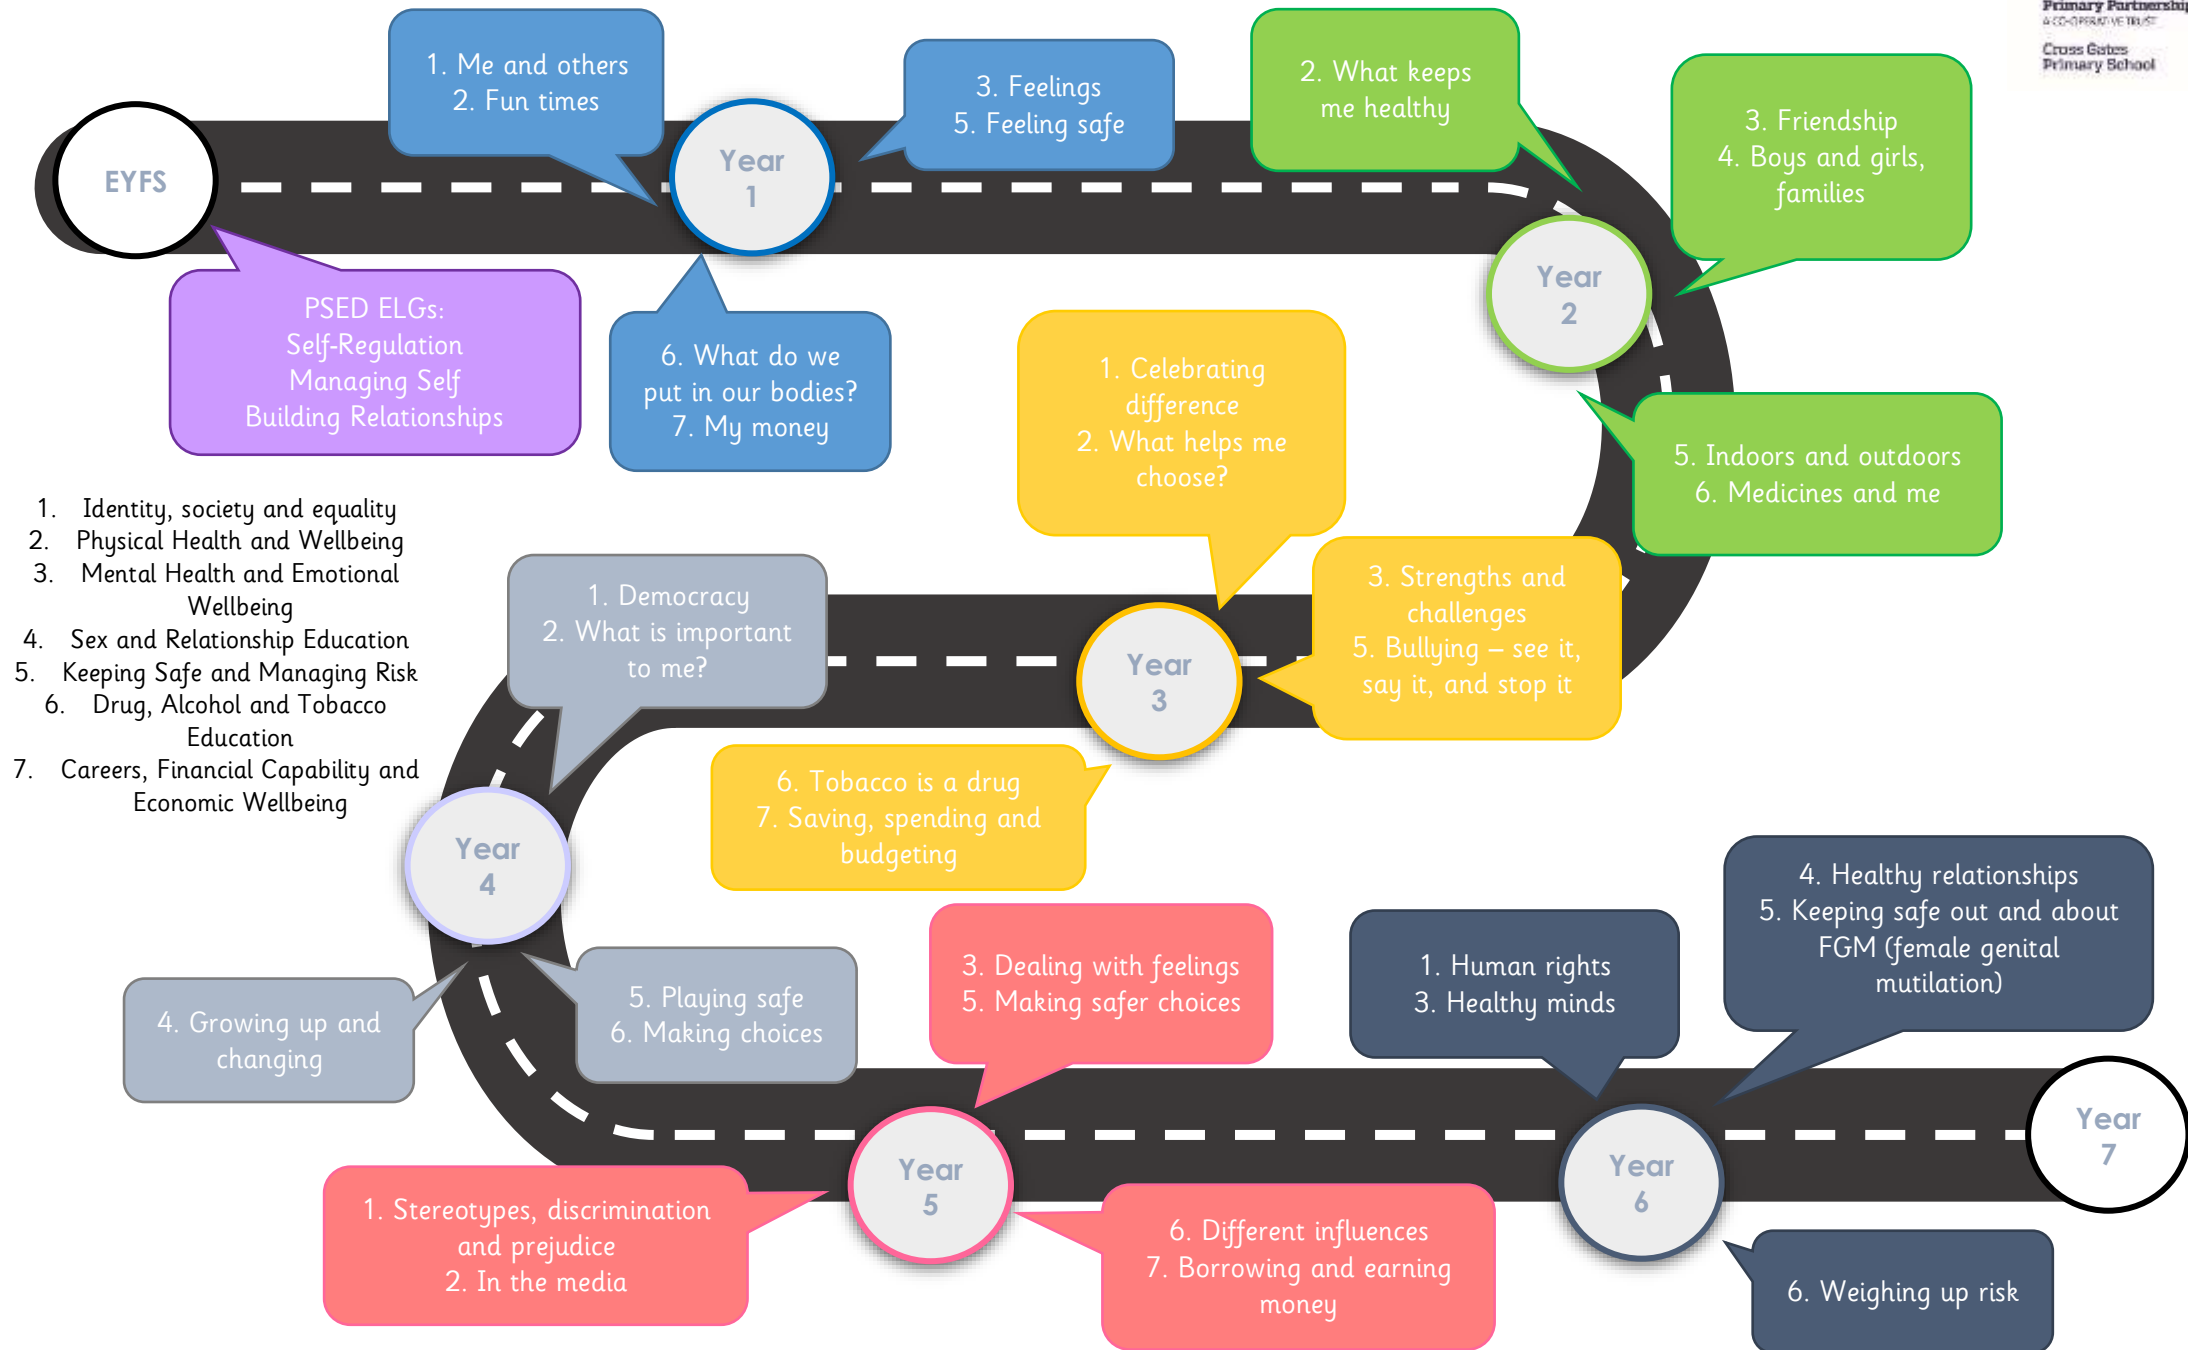 Primary Partnership
A CO-OPERATIVE TRUST
Cross Gates
Primary School
1. Me and others
2. Fun times
3. Feelings
5. Feeling safe
2. What keeps
me healthy
3. Friendship
4. Boys and girls,
families
EYFS
Year
1
Year
2
PSED ELGs:
Self-Regulation
Managing Self
Building Relationships
6. What do we
put in our bodies?
7. My money
1. Celebrating
difference
2. What helps me
choose?
5. Indoors and outdoors
6. Medicines and me
1. Identity, society and equality
2. Physical Health and Wellbeing
3. Mental Health and Emotional
Wellbeing
4. Sex and Relationship Education
5. Keeping Safe and Managing Risk
6. Drug, Alcohol and Tobacco
Education
7. Careers, Financial Capability and
Economic Wellbeing
1. Democracy
2. What is important
to me?
Year
3
3. Strengths and
challenges
5. Bullying – see it,
say it, and stop it
6. Tobacco is a drug
7. Saving, spending and
budgeting
Year
4
4. Growing up and
changing
5. Playing safe
6. Making choices
3. Dealing with feelings
5. Making safer choices
1. Human rights
3. Healthy minds
4. Healthy relationships
5. Keeping safe out and about
FGM (female genital
mutilation)
Year
5
Year
6
Year
7
1. Stereotypes, discrimination
and prejudice
2. In the media
6. Different influences
7. Borrowing and earning
money
6. Weighing up risk